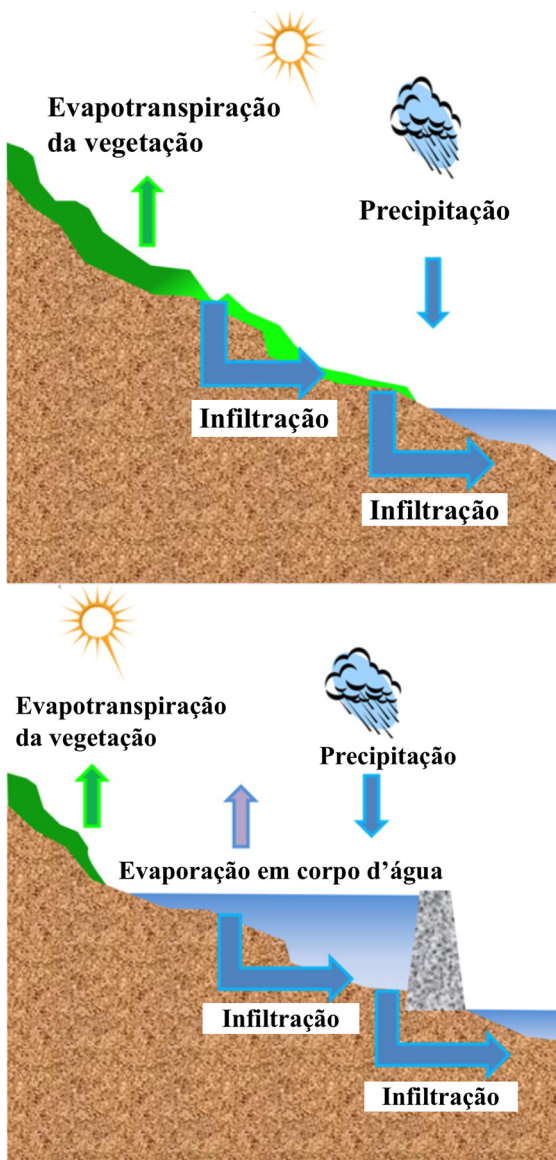 Evapotranspiração
da vegetação
Precipitação
Infiltração
Infiltração
Evapotranspiração
da vegetação
Precipitação
Evaporação em corpo d’água
Infiltração
Infiltração